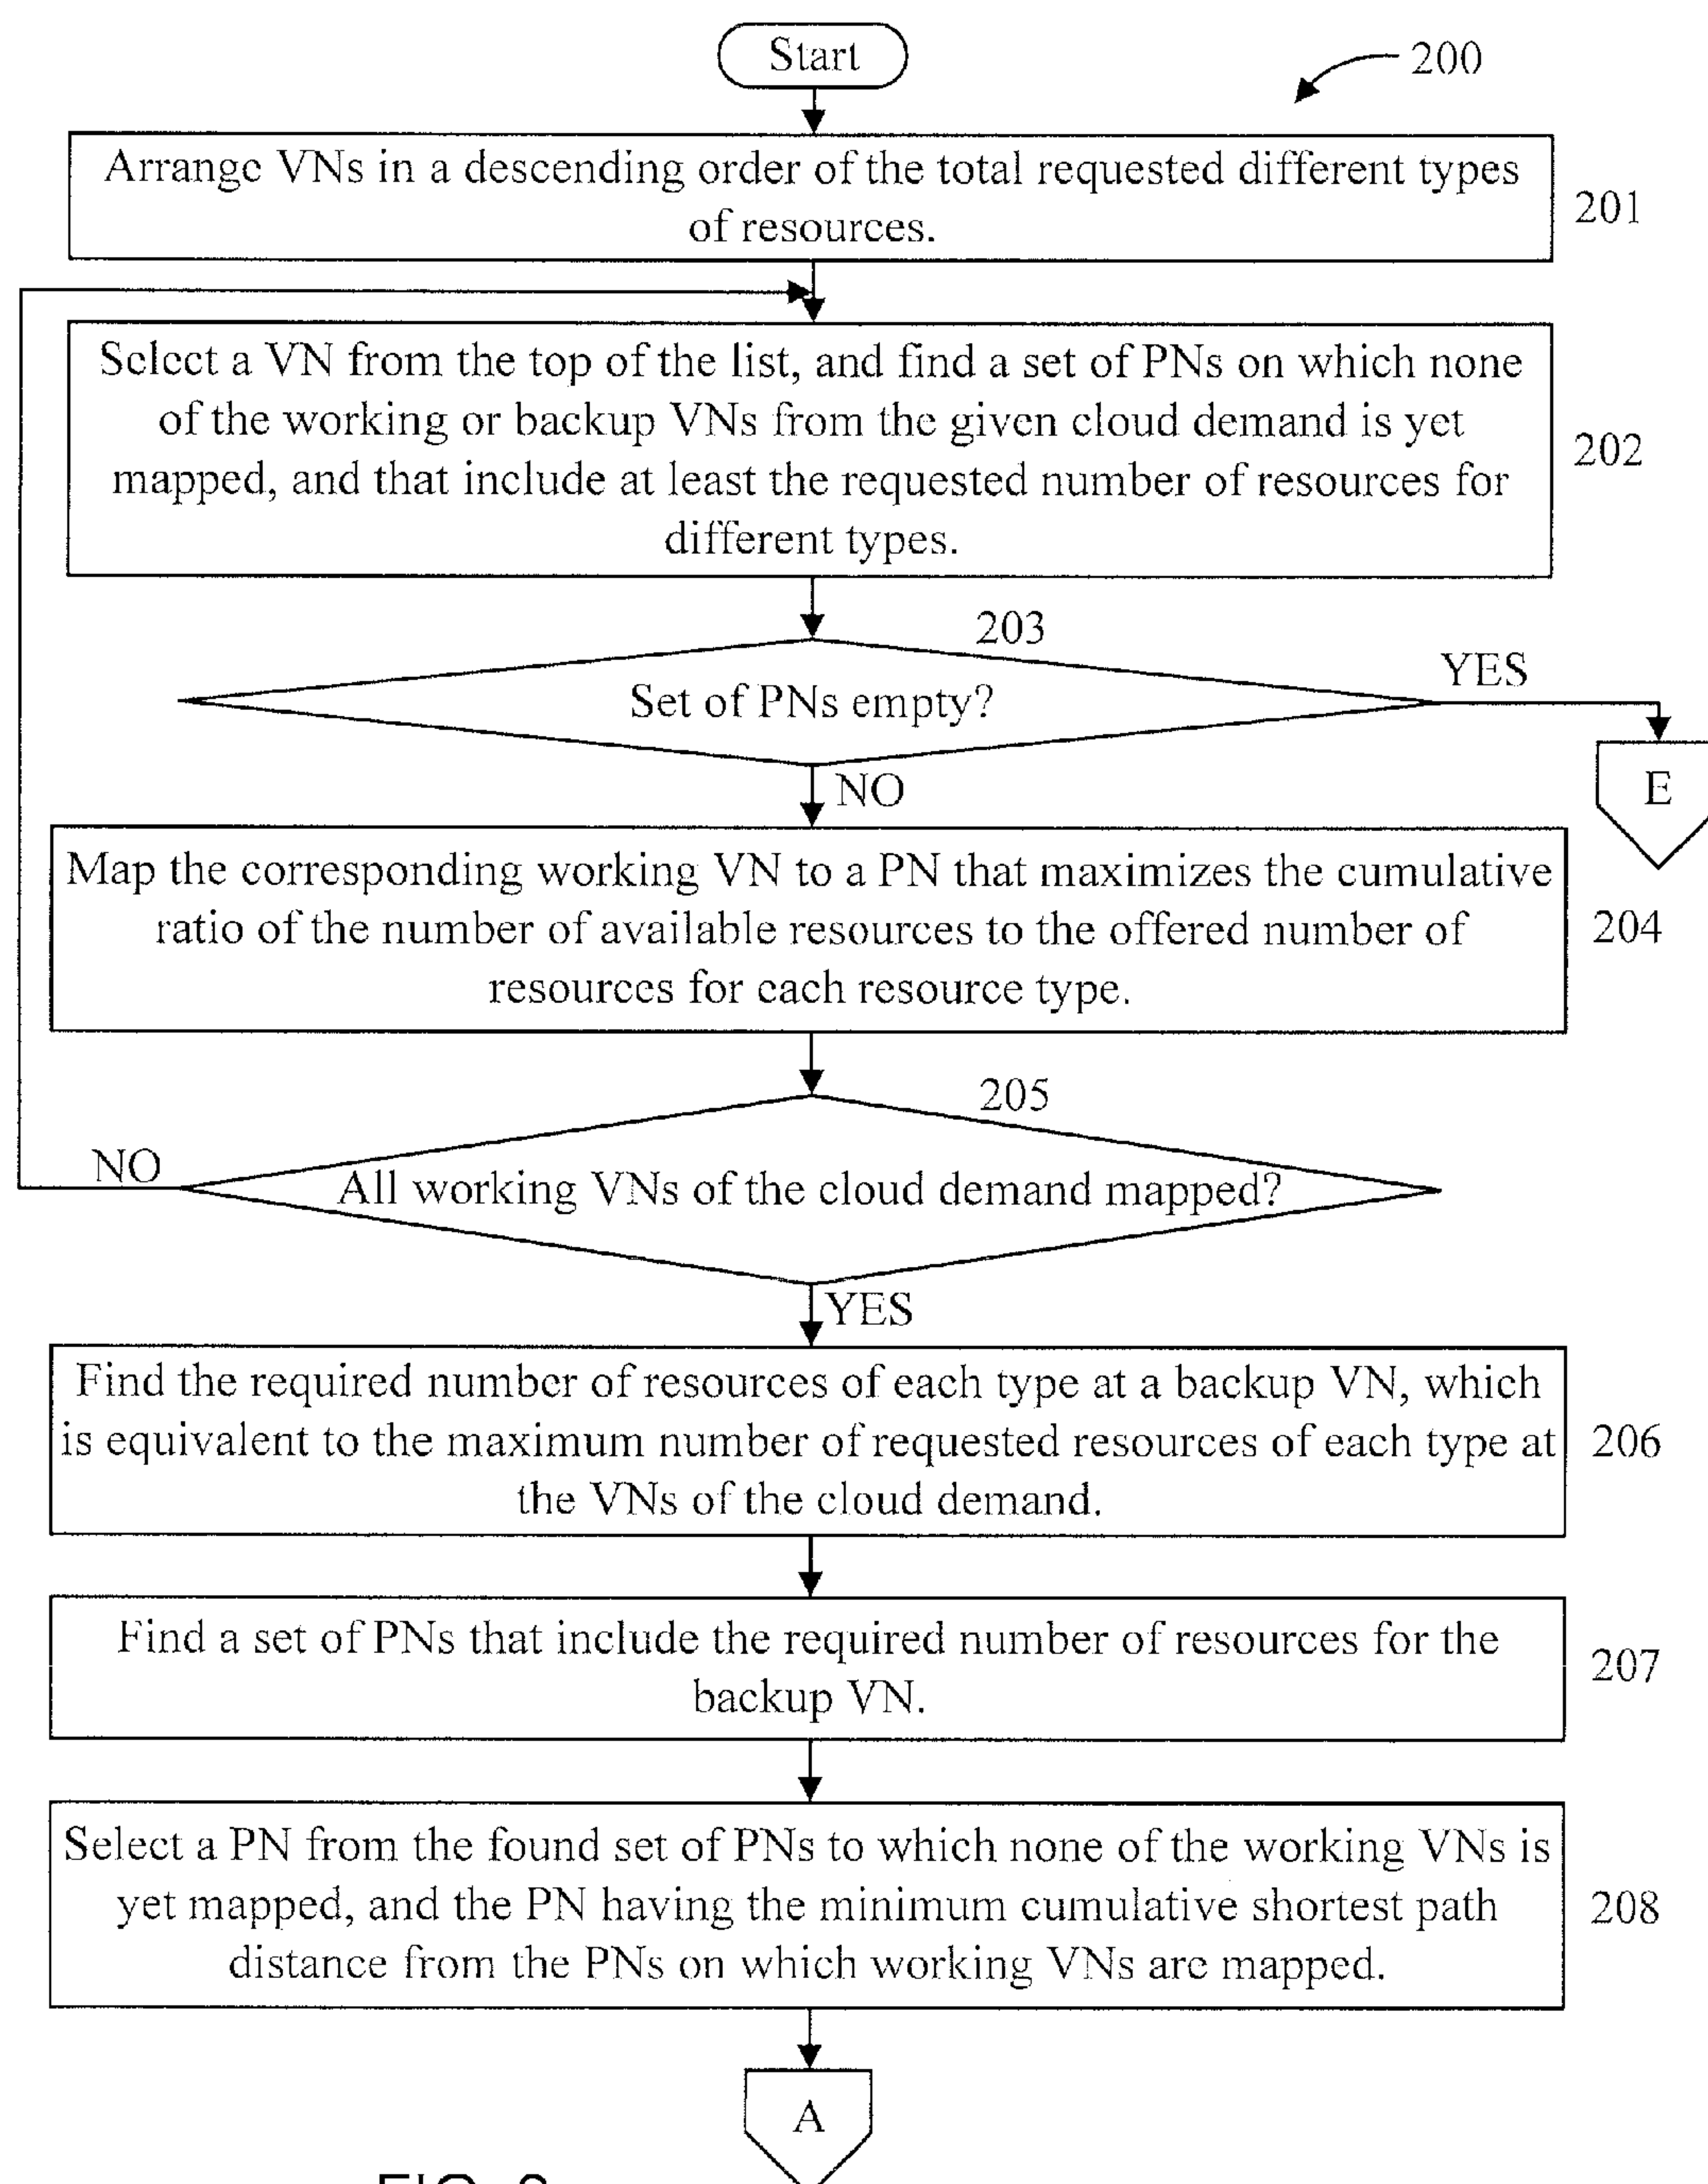 Start
200
Arrange VNs in a descending order of the total requested different types
of resources.
201
Select a VN from the top of the list, and find a set of PNs on which none
of the working or backup VNs from the given cloud demand is yet
mapped, and that include at least the requested number of resources for
different types.
202
203
Set of PNs empty?
YES
E
NO
Map the corresponding working VN to a PN that maximizes the cumulative
ratio of the number of available resources to the offered number of
resources for each resource type.
204
205
NO
All working VNs of the cloud demand mapped?
YES
Find the required number of resources of each type at a backup VN, which
is equivalent to the maximum number of requested resources of each type at
the VNs of the cloud demand.
206
Find a set of PNs that include the required number of resources for the
backup VN.
207
Select a PN from the found set of PNs to which none of the working VNs is
yet mapped, and the PN having the minimum cumulative shortest path
distance from the PNs on which working VNs are mapped.
208
A